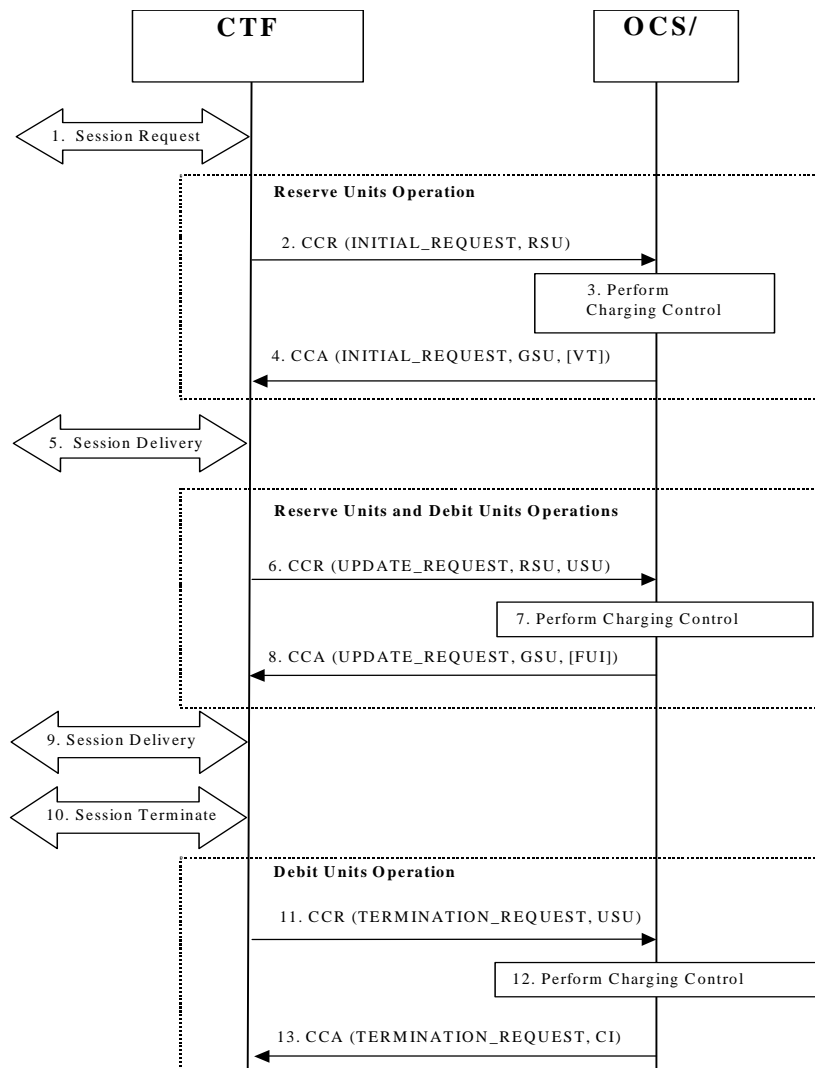 CTF
OCS/
1. Session Request
Reserve Units Operation
2. CCR (INITIAL_REQUEST, RSU)
3. Perform
Charging Control
4. CCA (INITIAL_REQUEST, GSU, [VT])
5. Session Delivery
Reserve Units and Debit Units Operations
6. CCR (UPDATE_REQUEST, RSU, USU)
7. Perform Charging Control
8. CCA (UPDATE_REQUEST, GSU, [FUI])
9. Session Delivery
10. Session Terminate
Debit Units Operation
11. CCR (TERMINATION_REQUEST, USU)
12. Perform Charging Control
13. CCA (TERMINATION_REQUEST, CI)